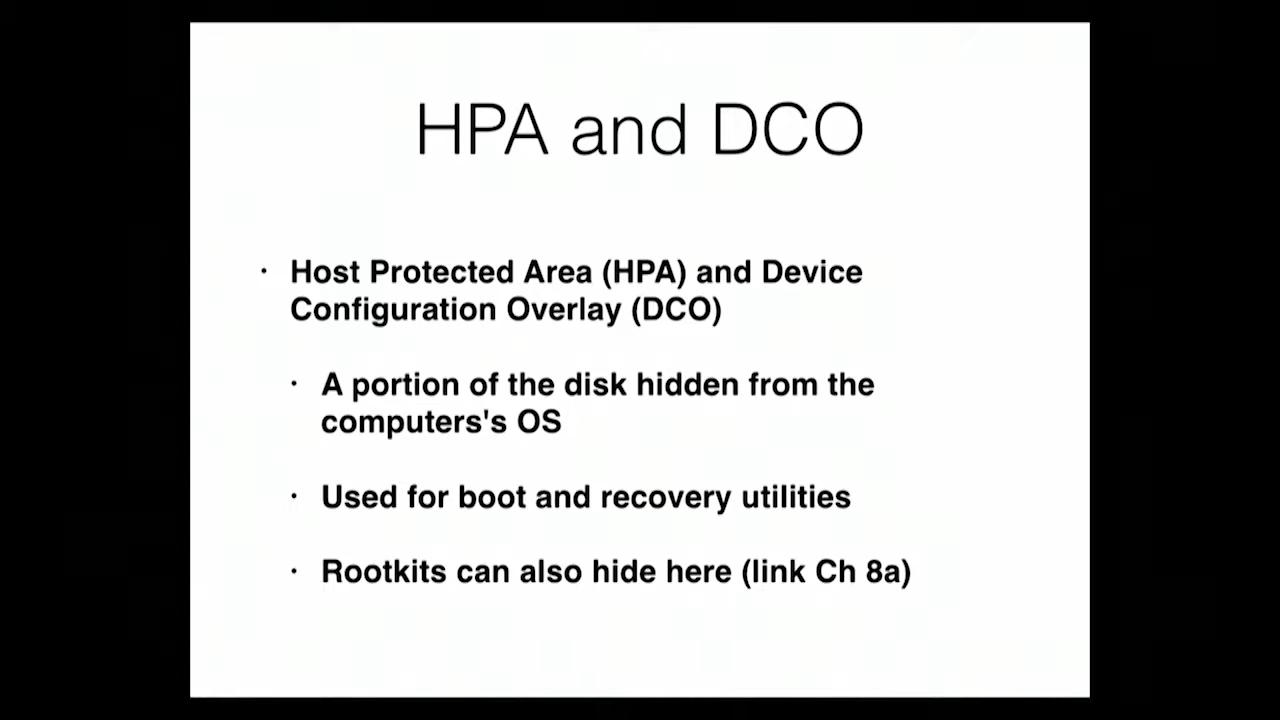 HPA and DCO
• Host Protected Area (HPA) and Device
Configuration Overlay (DCO)
• A portion of the disk hidden from the
computers's OS
• Used for boot and recovery utilities
• Rootkits can also hide here (link Ch 8a)